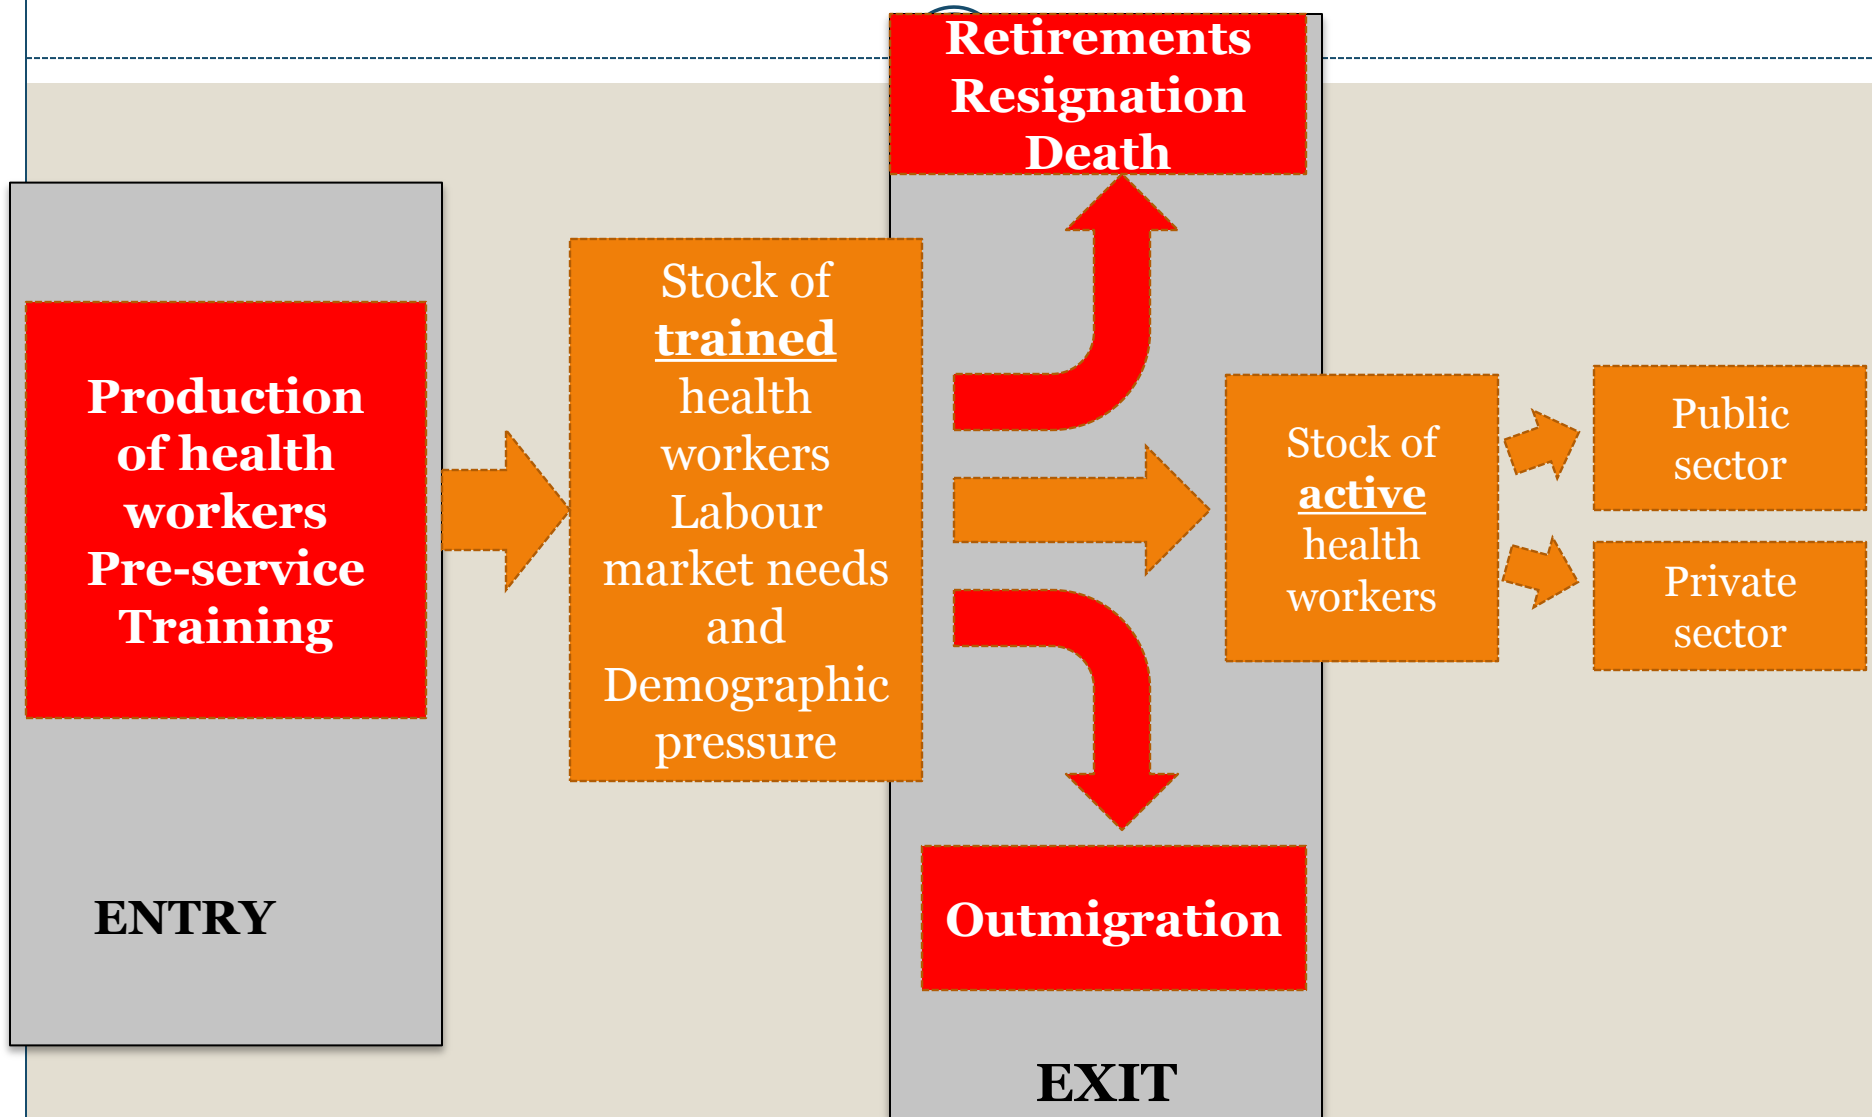 Retirements
Resignation
Death
Production
of health
workers
Pre-service
Training
ENTRY
Stock of
trained
health
workers
Labour
market needs
and
Demographic
pressure
Stock of
active
health
workers
Public
sector
Private
sector
Outmigration
EXIT